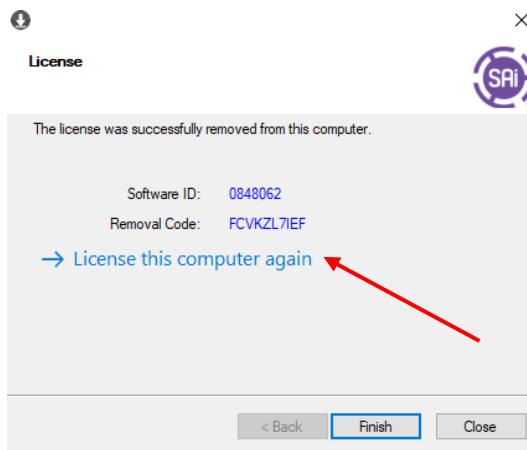 License
SAi
The license was successfully removed from this computer.
Software ID: 0848062
Removal Code: FCVKZL7IEF
→ License this computer again
< Back Finish Close